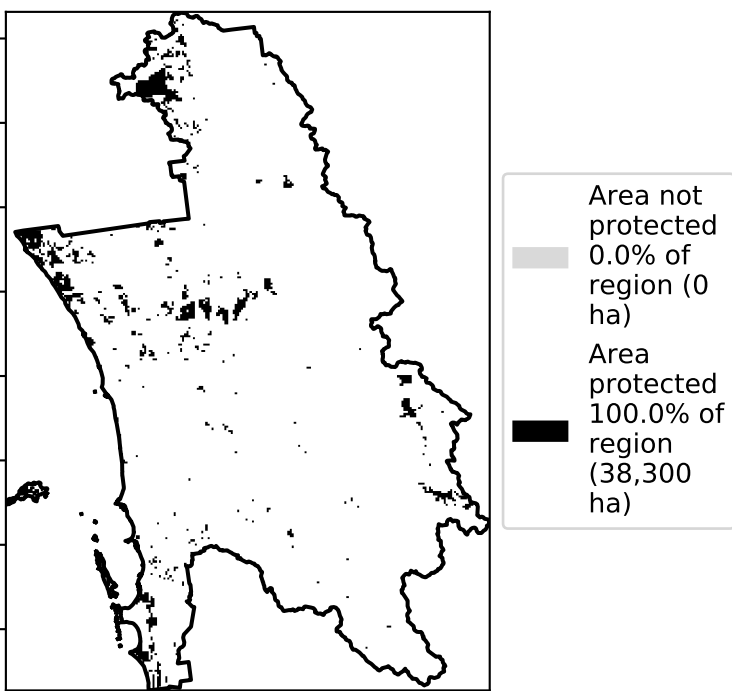 Area not
protected
0.0% of
region (0
ha)
Area
protected
100.0% of
region
(38,300
ha)